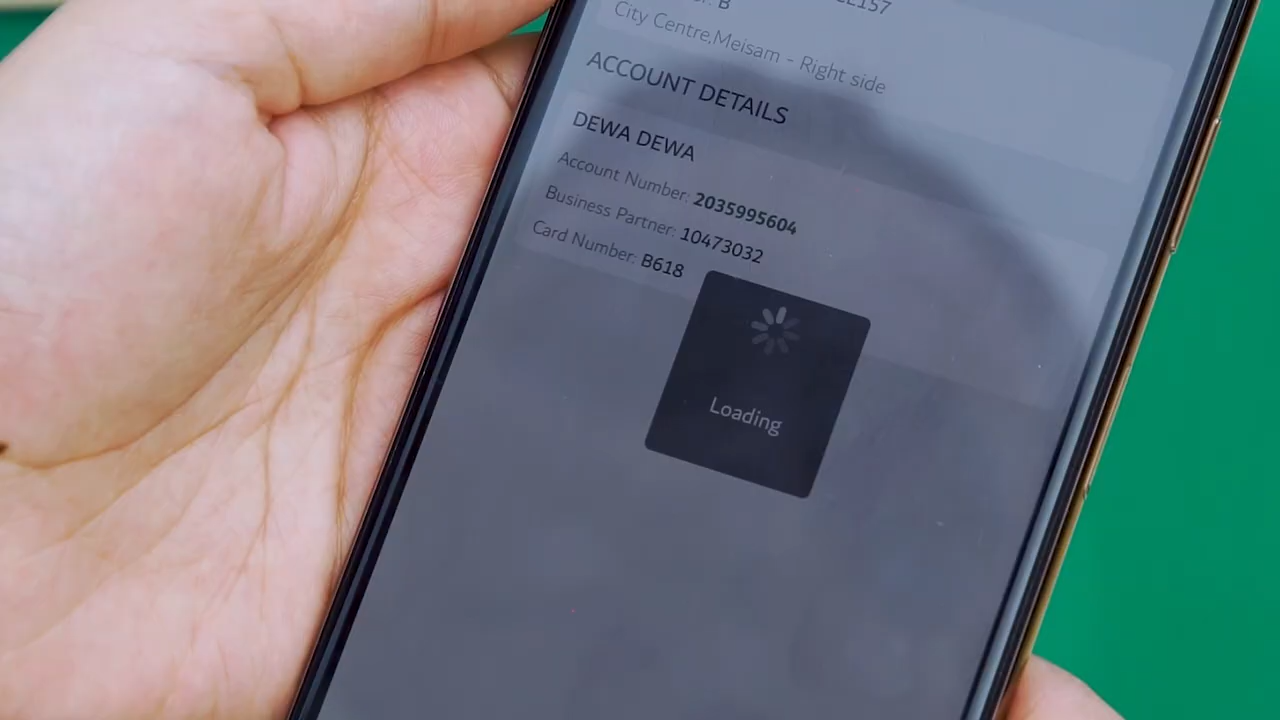 B
City Centre,Meisam - Right side
ACCOUNT DETAILS
DEWA DEWA
Account Number: 2035995604
Business Partner: 10473032
Card Number: B618
Loading